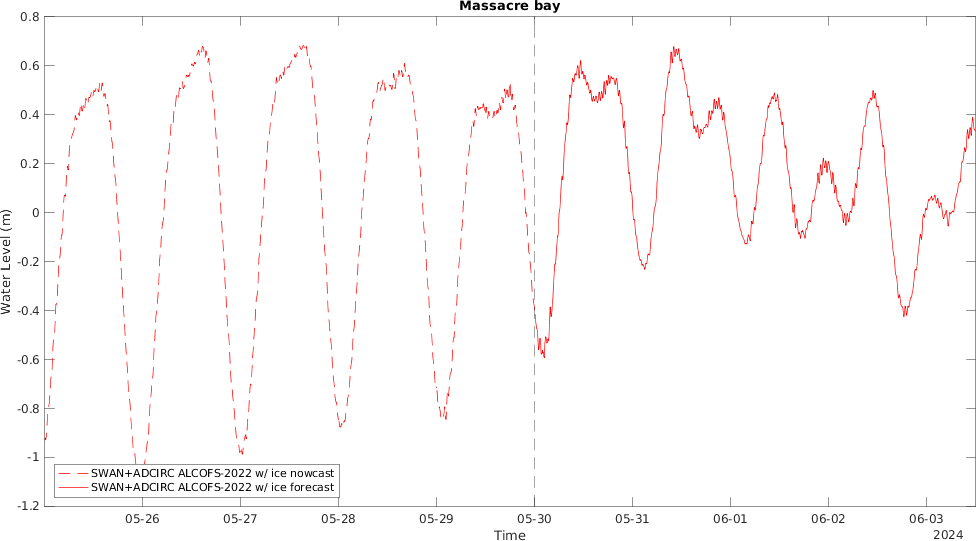 Massacre bay
0.8
0.6
0.4
0.2
0
-0.2
-0.4
-0.6
-0.8
-1
-1.2
Water Level (m)
SWAN+ADCIRC ALCOFS-2022 w/ ice nowcast
SWAN+ADCIRC ALCOFS-2022 w/ ice forecast
05-26 05-27 05-28 05-29 05-30 05-31 06-01 06-02 06-03
Time
2024